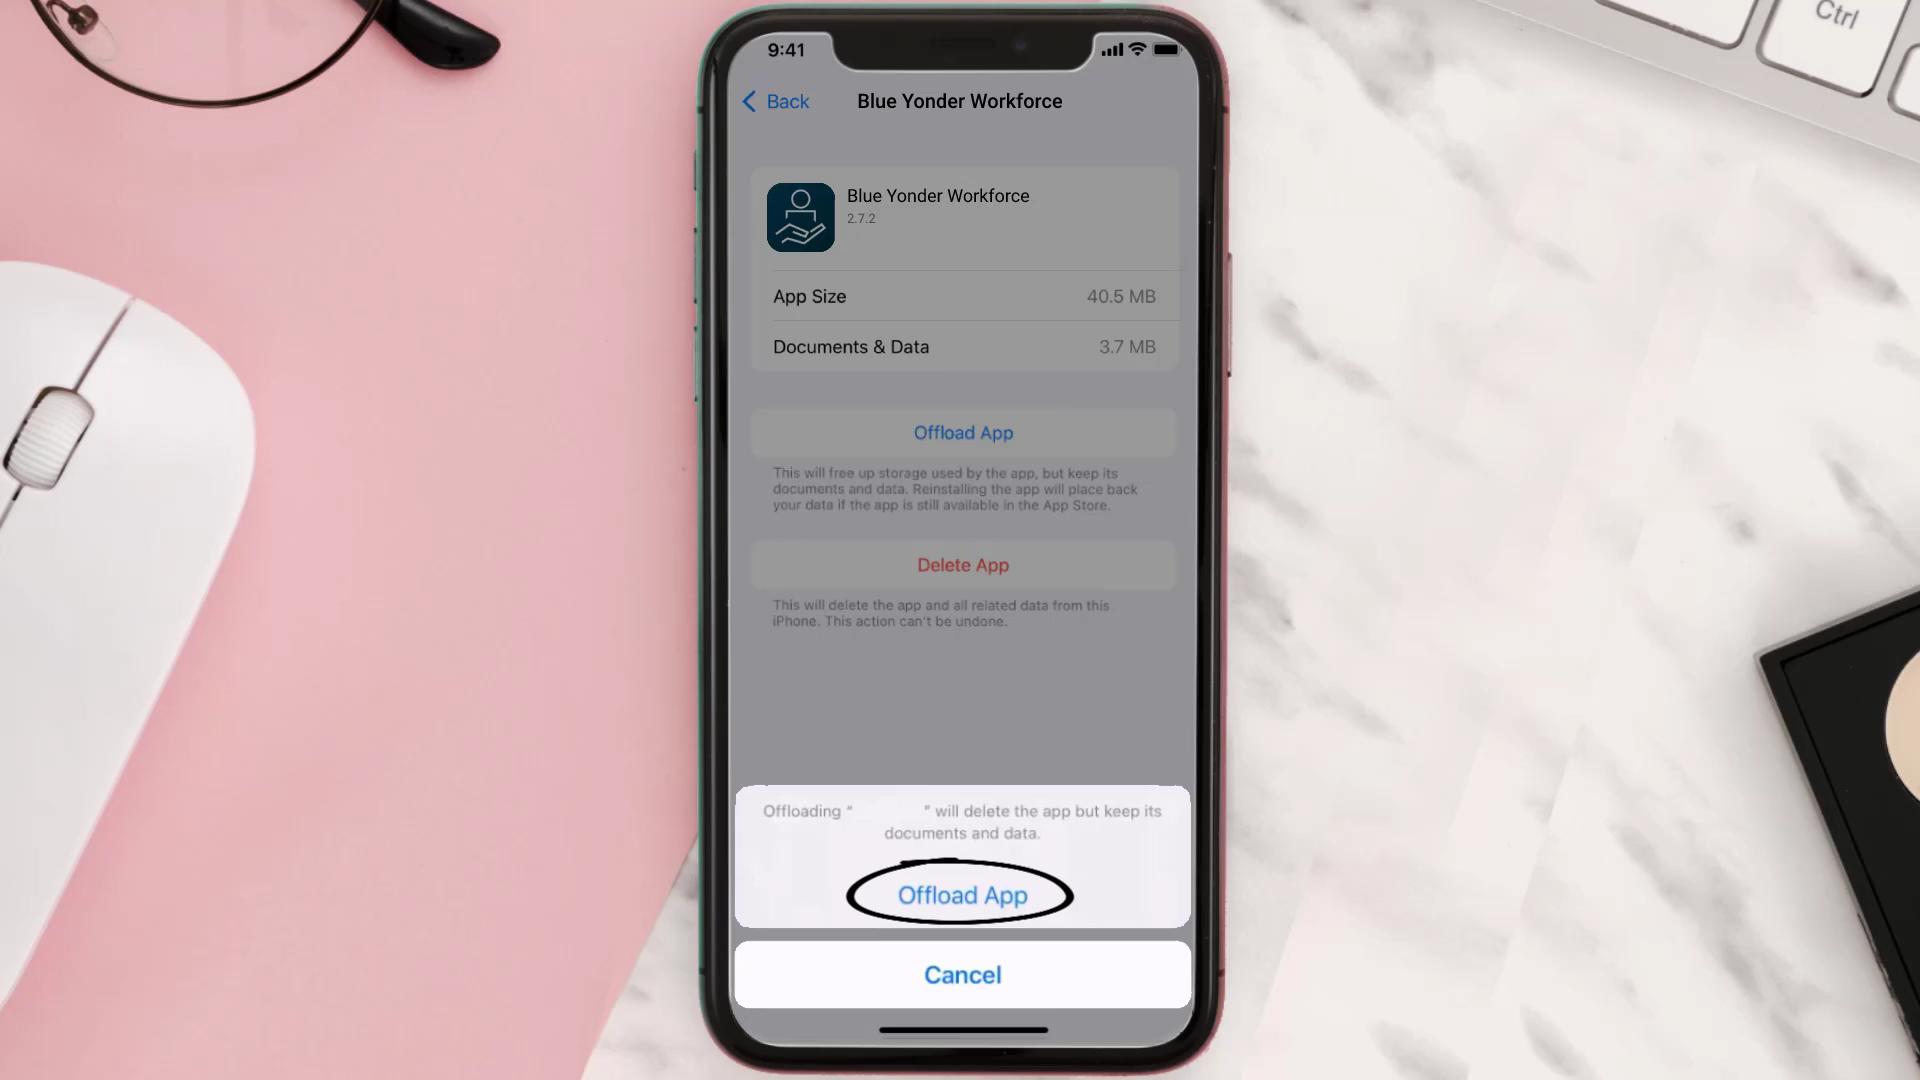 Ctrl
9:41
Back
Blue Yonder Workforce
Blue Yonder Workforce
2.7.2
App Size
40.5 MB
Documents & Data
3.7 MB
Offload App
This will free up storage used by the app, but keep its
documents and data. Reinstalling the app will place back
your data if the app is still available in the App Store.
Delete App
This will delete the app and all related data from this
iPhone. This action can't be undone.
Offloading “ ” will delete the app but keep its
documents and data.
Offload App
Cancel